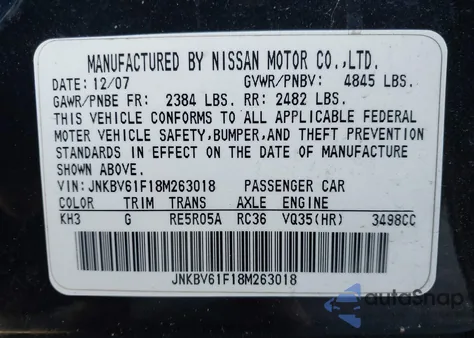 MANUFACTURED BY NISSAN MOTOR CO.,LTD.
DATE: 12/07 GVWR/PNBV: 4845 LBS.
GAWR/PNBE FR: 2384 LBS. RR: 2482 LBS.
THIS VEHICLE CONFORMS TO ALL APPLICABLE FEDERAL
MOTER VEHICLE SAFETY,BUMPER,AND THEFT PREVENTION
STANDARDS IN EFFECT ON THE DATE OF MANUFACTURE
SHOWN ABOVE.
VIN: JNKBV61F18M263018 PASSENGER CAR
COLOR TRIM TRANS AXLE ENGINE
KH3 G RE5R05A RC36 VQ35(HR) 3498CC
JNKBV61F18M263018
autoSnap